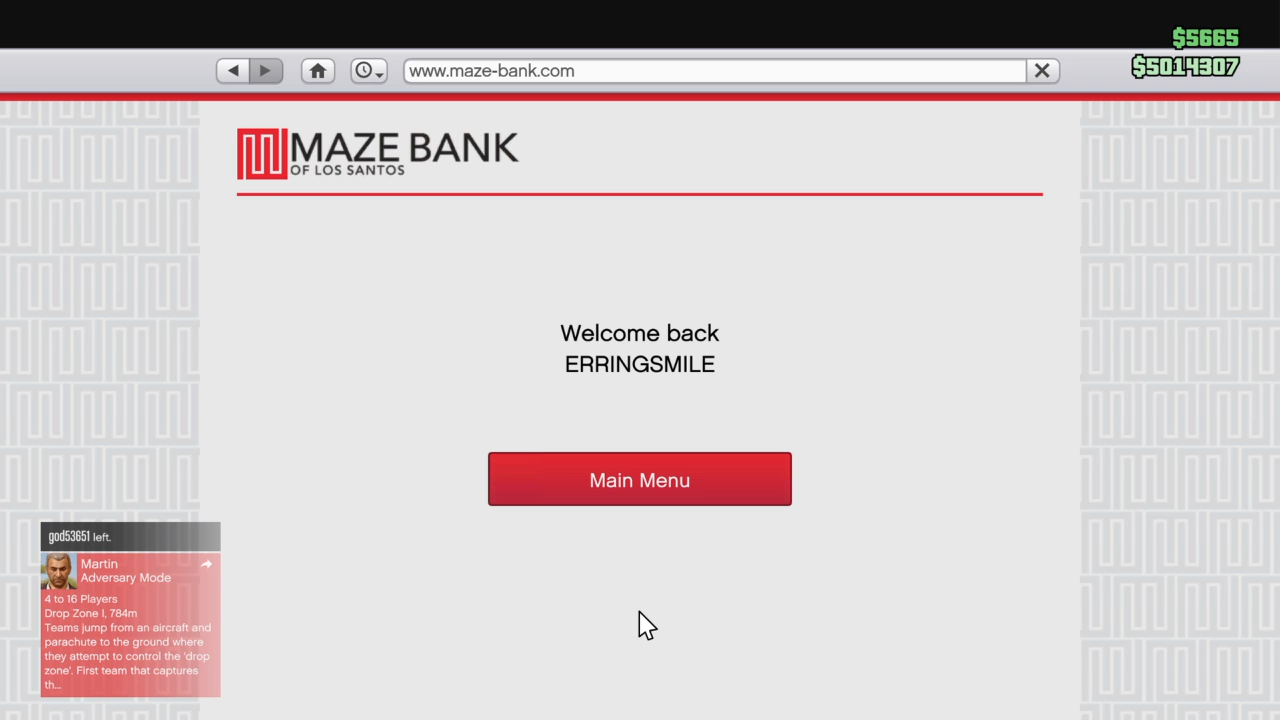 $5665
$5014307
www.maze-bank.com
MAZE BANK
OF LOS SANTOS
Welcome back
ERRINGSMILE
Main Menu
god53651 left.
Martin
Adversary Mode
4 to 16 Players
Drop Zone I, 784m
Teams jump from an aircraft and
parachute to the ground where
they attempt to control the 'drop
zone'. First team that captures
th...